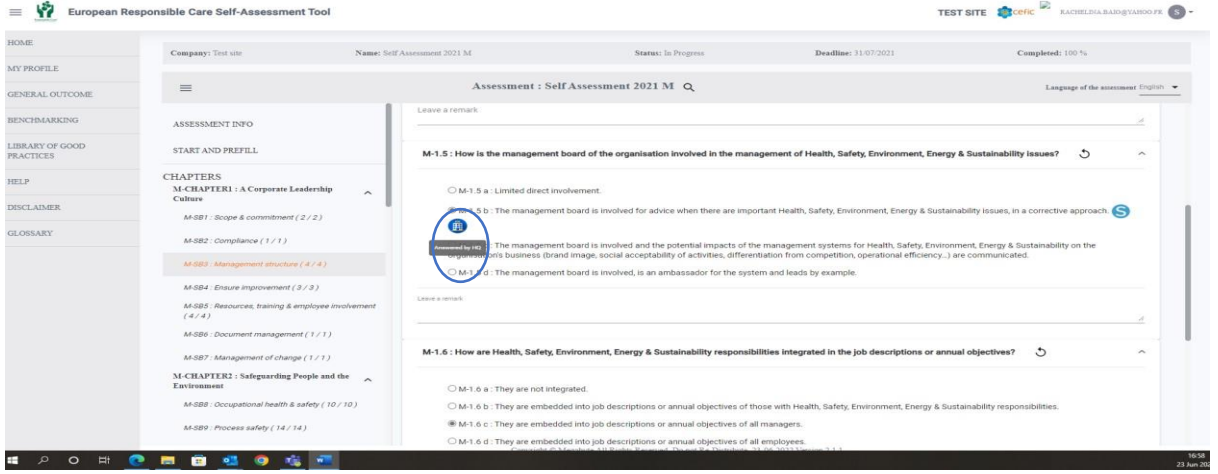 European Responsible Care Self-Assessment Tool
TEST SITE cefic RACHELDIA.BAIO@YAHOO.FR S
HOME
MY PROFILE
GENERAL OUTCOME
BENCHMARKING
LIBRARY OF GOOD
PRACTICES
HELP
DISCLAIMER
GLOSSARY
Company: Test site Name: Self Assessment 2021 M Status: In Progress Deadline: 31/07/2021 Completed: 100 %
Assessment : Self Assessment 2021 M
Language of the assessment English
ASSESSMENT INFO
START AND PREFILL
CHAPTERS
M-CHAPTER1 : A Corporate Leadership
Culture
M-SB1 : Scope & commitment ( 2 / 2 )
M-SB2 : Compliance ( 1 / 1 )
M-SB3 : Management structure ( 4 / 4 )
M-SB4 : Ensure improvement ( 3 / 3 )
M-SB5 : Resources, training & employee involvement
( 4 / 4 )
M-SB6 : Document management ( 1 / 1 )
M-SB7 : Management of change ( 1 / 1 )
M-CHAPTER2 : Safeguarding People and the
Environment
M-SB8 : Occupational health & safety ( 10 / 10 )
M-SB9 : Process safety ( 14 / 14 )
Leave a remark
M-1.5 : How is the management board of the organisation involved in the management of Health, Safety, Environment, Energy & Sustainability issues?
M-1.5 a : Limited direct involvement.
M-1.5 b : The management board is involved for advice when there are important Health, Safety, Environment, Energy & Sustainability issues, in a corrective approach. S
Answered by HQ
: The management board is involved and the potential impacts of the management systems for Health, Safety, Environment, Energy & Sustainability on the
organisation's business (brand image, social acceptability of activities, differentiation from competition, operational efficiency...) are communicated.
M-1.5 d : The management board is involved, is an ambassador for the system and leads by example.
Leave a remark
M-1.6 : How are Health, Safety, Environment, Energy & Sustainability responsibilities integrated in the job descriptions or annual objectives?
M-1.6 a : They are not integrated.
M-1.6 b : They are embedded into job descriptions or annual objectives of those with Health, Safety, Environment, Energy & Sustainability responsibilities.
M-1.6 c : They are embedded into job descriptions or annual objectives of all managers.
M-1.6 d : They are embedded into job descriptions or annual objectives of all employees.
16:58
23 Jun 202